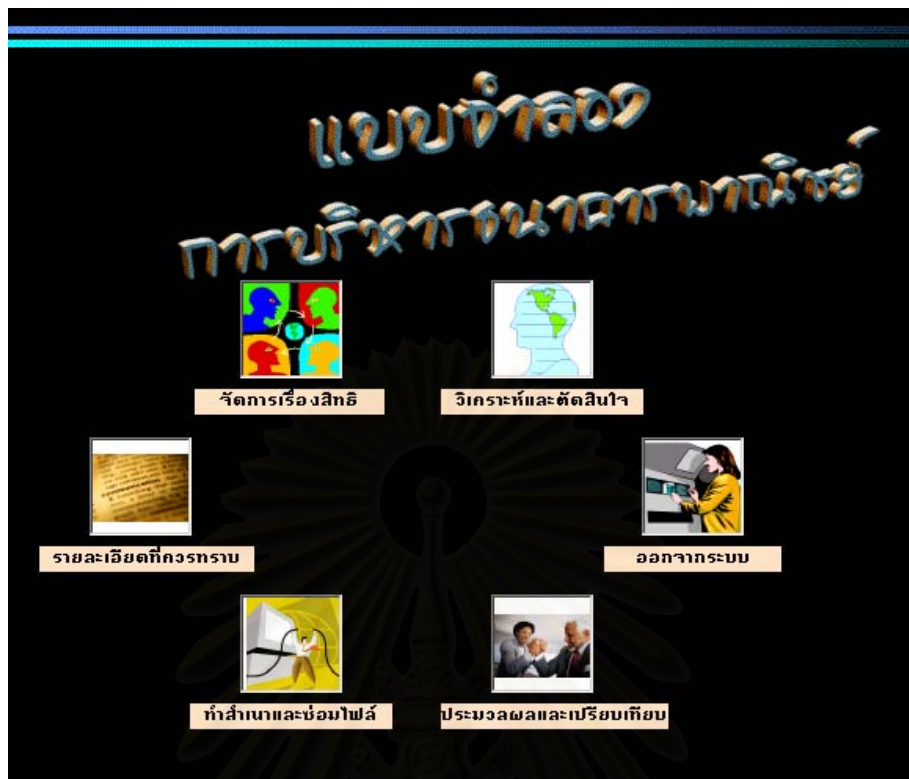 แบบจำลอง
การบริหารธนาคารพาณิชย์
จัดการเรื่องสิทธิ
วิเคราะห์และตัดสินใจ
รายละเอียดที่ควรทราบ
ออกจากระบบ
ทำสำเนาและซ่อมไฟล์
ประมวลผลและเปรียบเทียบ